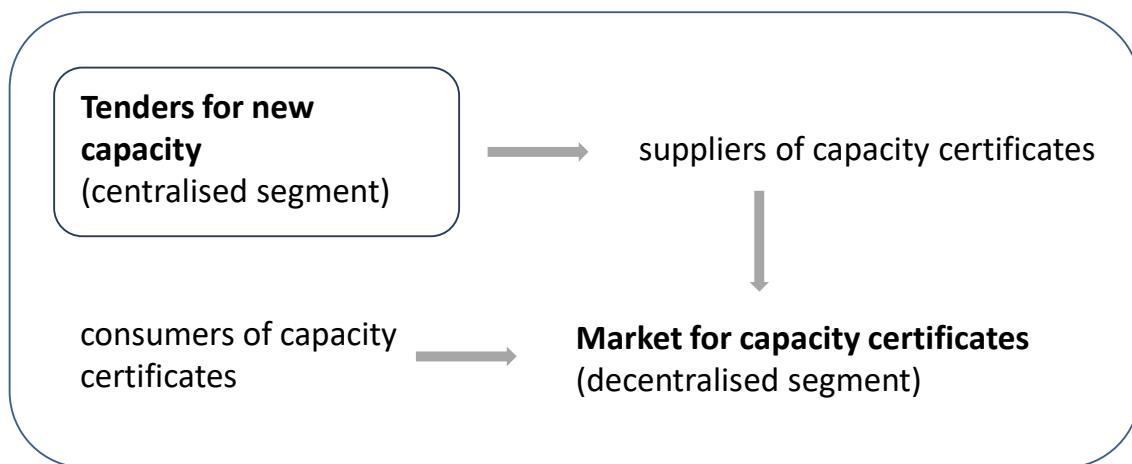 Tenders for new
capacity
(centralised segment)
suppliers of capacity certificates
consumers of capacity
certificates
Market for capacity certificates
(decentralised segment)